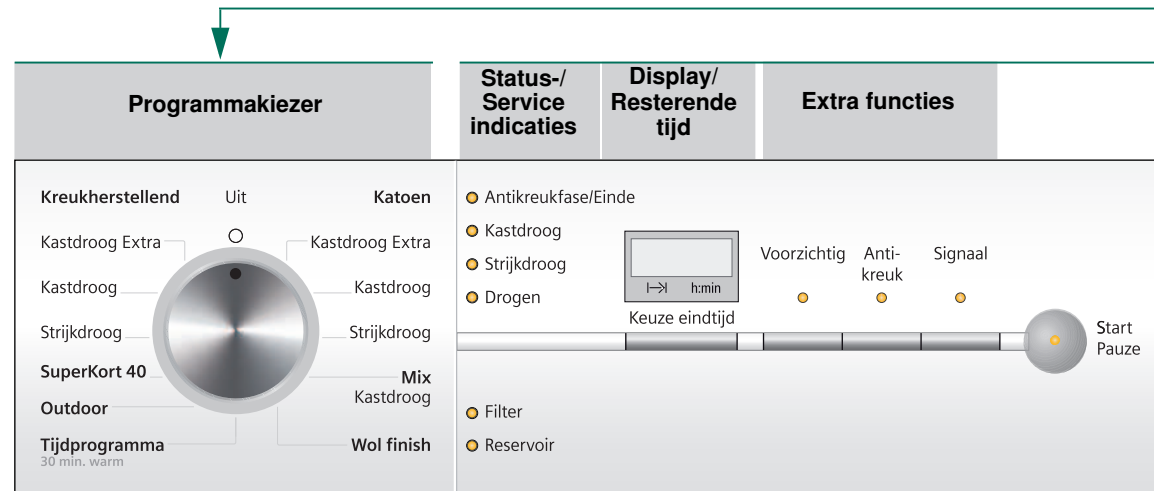 Programmakiezer
Status-/
Service
indicaties
Display/
Resterende
tijd
Extra functies
Kreukherstellend
Uit
Katoen
Kastdroog Extra
Kastdroog
Strijkdroog
SuperKort 40
Outdoor
Tijdprogramma
30 min. warm
Kastdroog Extra
Kastdroog
Strijkdroog
Mix
Kastdroog
Wol finish
Antikreukfase/Einde
Kastdroog
Strijkdroog
Drogen
Filter
Reservoir
h:min
Keuze eindtijd
Voorzichtig
Anti-
kreuk
Signaal
Start
Pauze